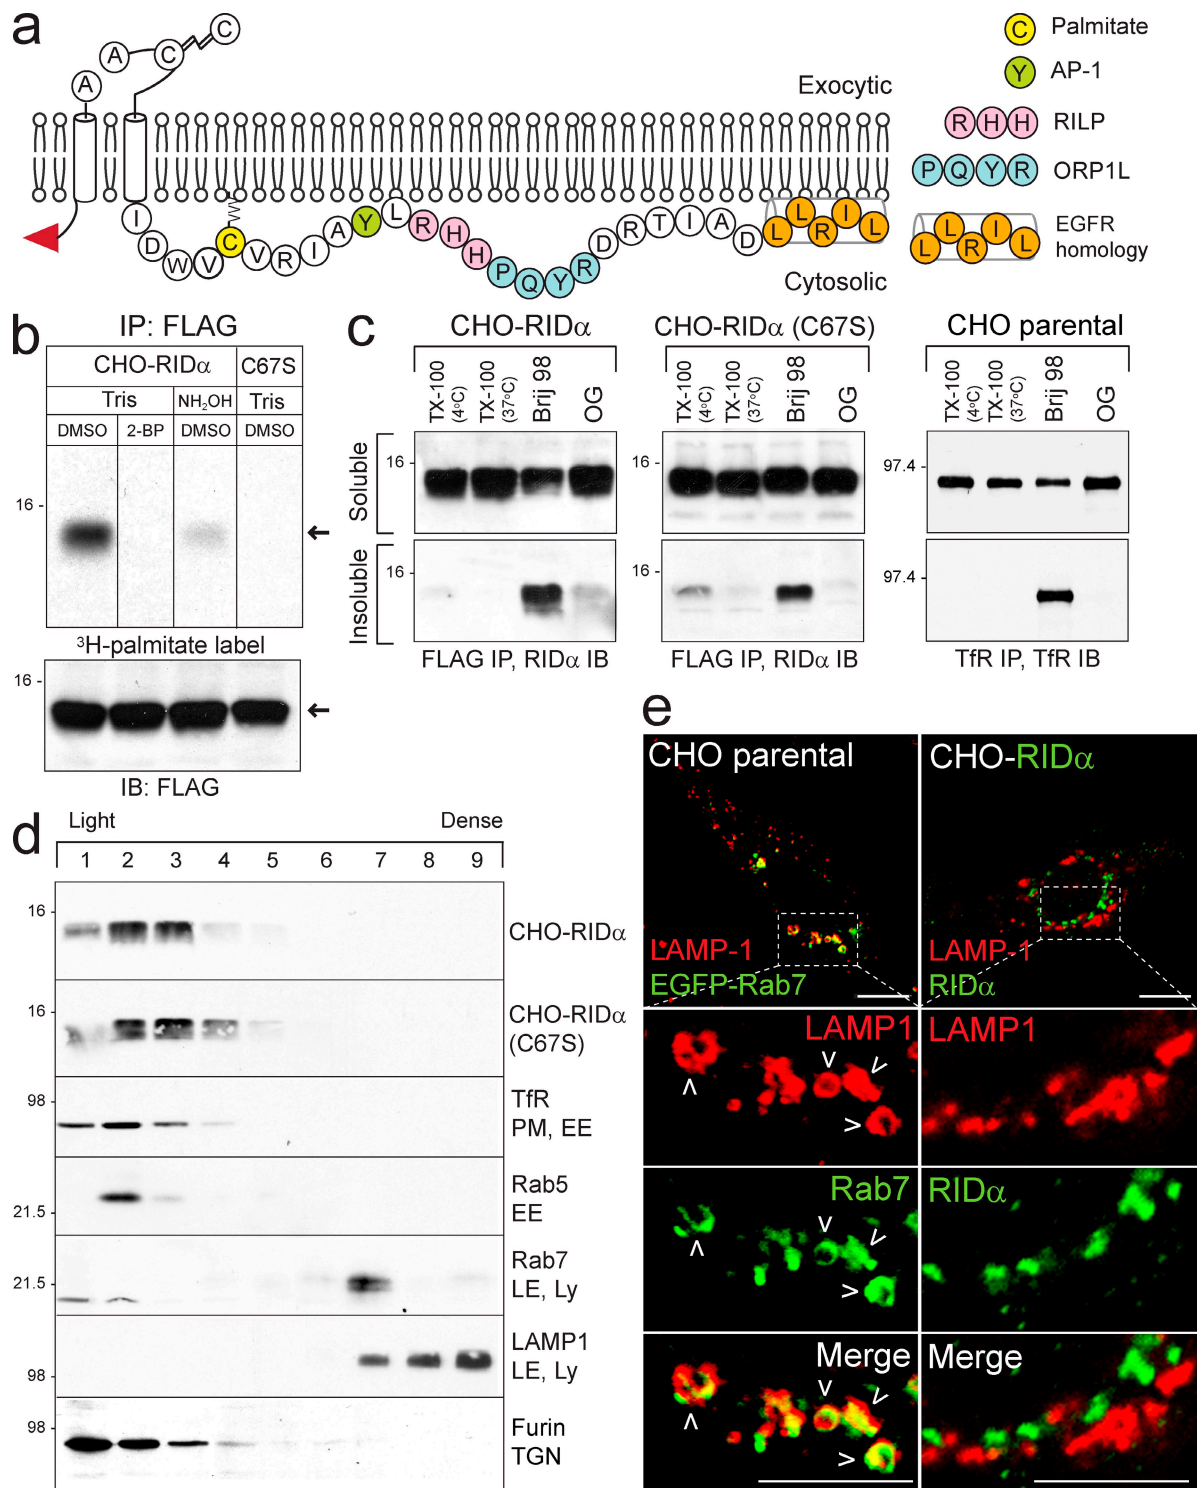 a
A A C C
Exocytic
C Palmitate
Y AP-1
R H H RILP
P Q Y R ORP1L
L L R I L EGFR
homology
I D W V C V R I A Y L R H H P Q Y R D R T I A D L L R I L
Cytosolic
b
IP: FLAG
CHO-RIDα C67S
Tris NH2OH Tris
DMSO 2-BP DMSO DMSO
16 -
³H-palmitate label
16 -
IB: FLAG
c
CHO-RIDα CHO-RIDα (C67S) CHO parental
TX-100 (4°C) TX-100 (37°C) Brij 98 OG
TX-100 (4°C) TX-100 (37°C) Brij 98 OG
TX-100 (4°C) TX-100 (37°C) Brij 98 OG
Soluble
16 - 16 - 97.4 -
Insoluble
16 - 16 - 97.4 -
FLAG IP, RIDα IB FLAG IP, RIDα IB TfR IP, TfR IB
d
Light Dense
1 2 3 4 5 6 7 8 9
16 - CHO-RIDα
16 - CHO-RIDα
(C67S)
98 - TfR
PM, EE
Rab5
21.5 - EE
Rab7
21.5 - LE, Ly
LAMP1
98 - LE, Ly
98 - Furin
TGN
e
CHO parental CHO-RIDα
LAMP-1 LAMP-1
EGFP-Rab7 RIDα
LAMP1 LAMP1
Rab7 RIDα
Merge Merge